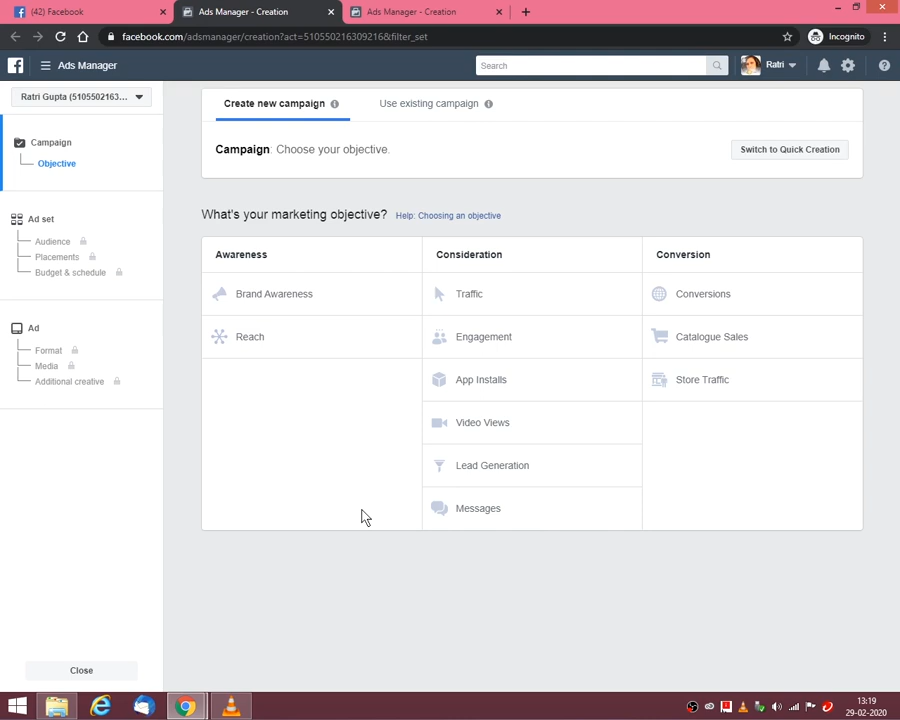 (42) Facebook
Ads Manager - Creation
Ads Manager - Creation
facebook.com/adsmanager/creation?act=510550216309216&filter_set
Incognito
Ads Manager
Search
Ratri
Ratri Gupta (5105502163...
Create new campaign
Use existing campaign
Campaign: Choose your objective.
Switch to Quick Creation
Campaign
Objective
Ad set
Audience
Placements
Budget & schedule
Ad
Format
Media
Additional creative
Close
What's your marketing objective? Help: Choosing an objective
Awareness
Consideration
Conversion
Brand Awareness
Traffic
Conversions
Reach
Engagement
Catalogue Sales
App Installs
Store Traffic
Video Views
Lead Generation
Messages
13:19
29-02-2020